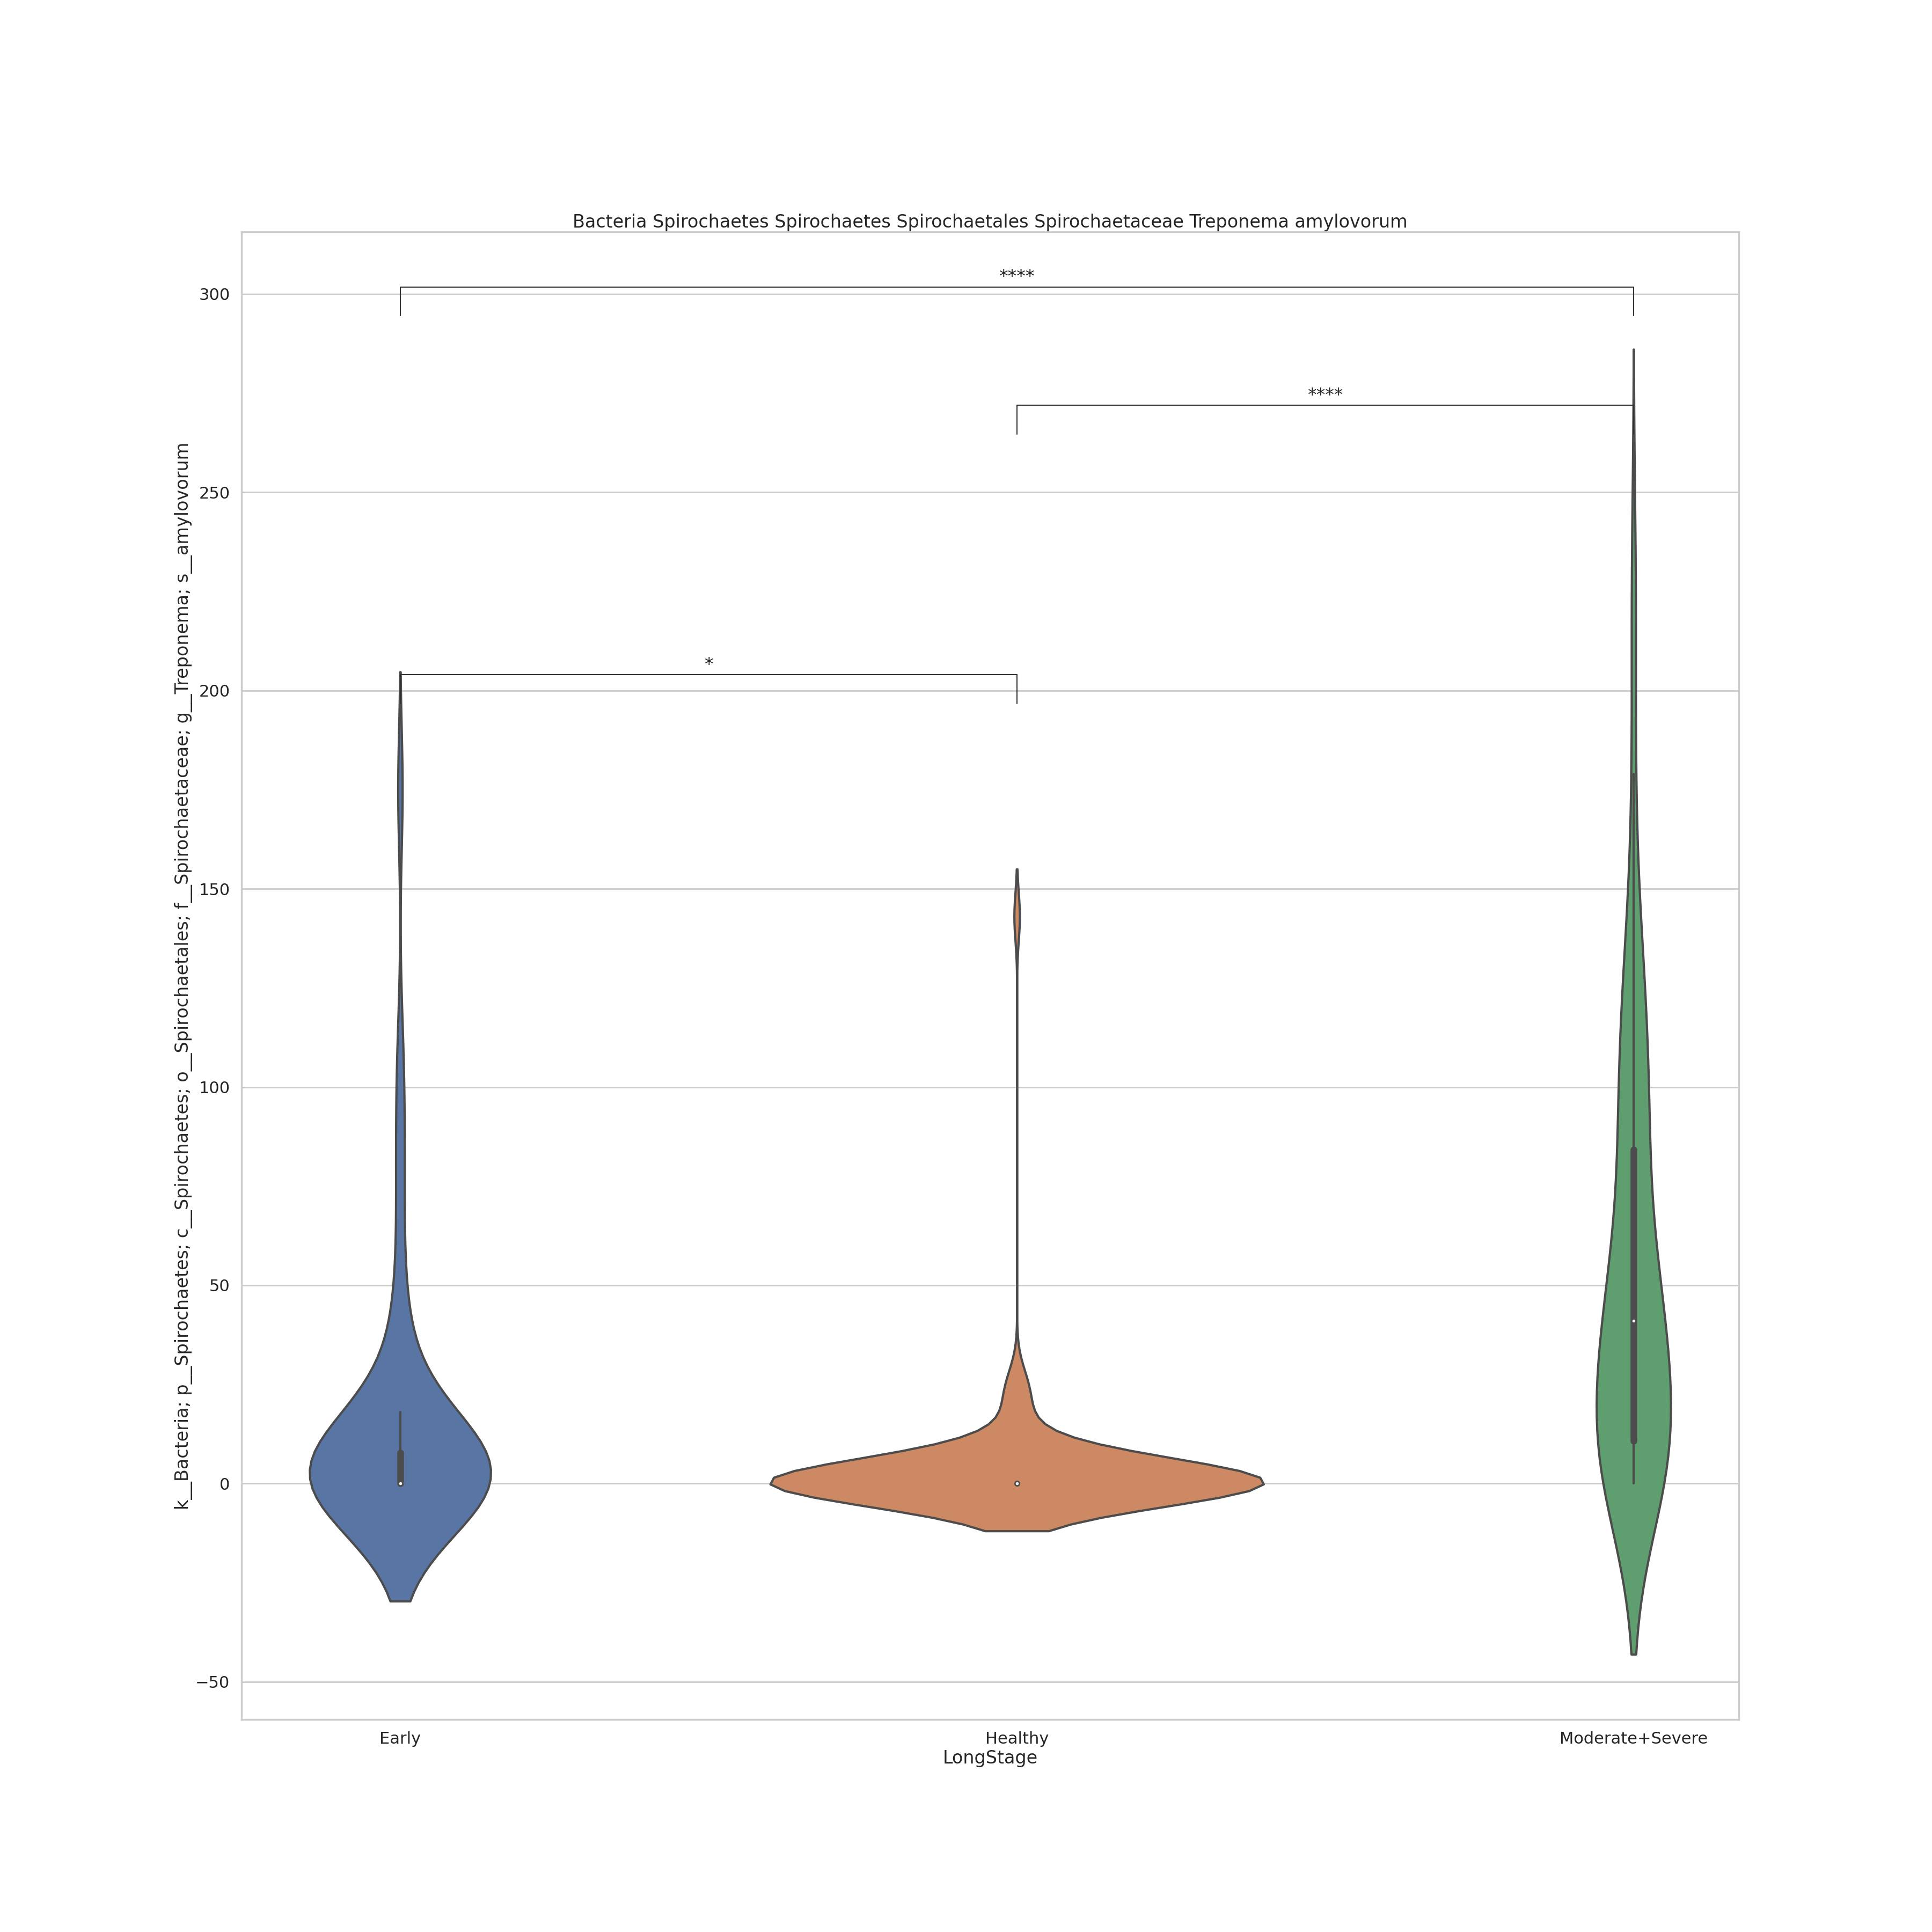 Bacteria Spirochaetes Spirochaetes Spirochaetales Spirochaetaceae Treponema amylovorum
k__Bacteria; p__Spirochaetes; c__Spirochaetes; o__Spirochaetales; f__Spirochaetaceae; g__Treponema; s__amylovorum
300
250
200
150
100
50
0
−50
****
****
*
Early
Healthy
Moderate+Severe
LongStage